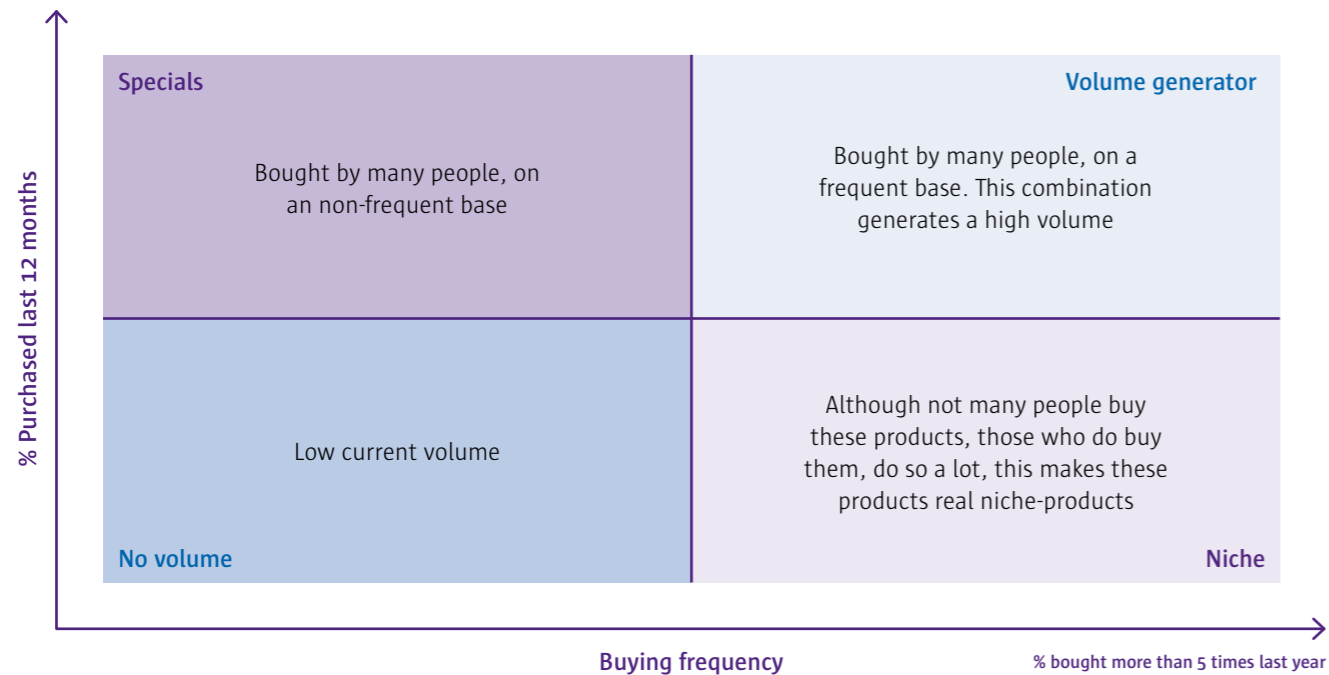 % Purchased last 12 months
Specials
Bought by many people, on
an non-frequent base
Volume generator
Bought by many people, on a
frequent base. This combination
generates a high volume
Low current volume
No volume
Although not many people buy
these products, those who do buy
them, do so a lot, this makes these
products real niche-products
Niche
Buying frequency
% bought more than 5 times last year